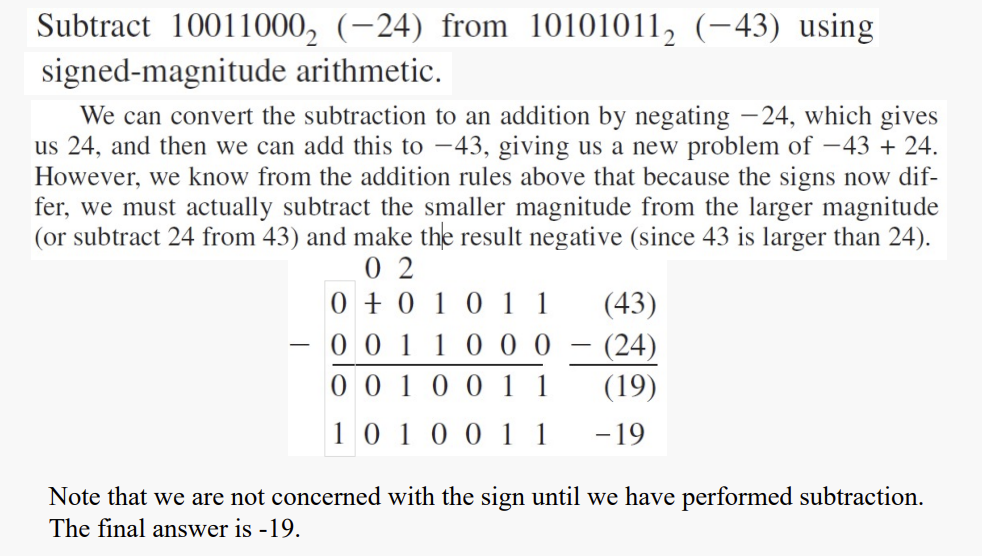 Subtract 10011000₂ (−24) from 10101011₂ (−43) using
signed-magnitude arithmetic.
We can convert the subtraction to an addition by negating −24, which gives
us 24, and then we can add this to −43, giving us a new problem of −43 + 24.
However, we know from the addition rules above that because the signs now dif-
fer, we must actually subtract the smaller magnitude from the larger magnitude
(or subtract 24 from 43) and make the result negative (since 43 is larger than 24).
0 2
0 1 0 1 0 1 1 (43)
− 0 0 1 1 0 0 0 − (24)
0 0 1 0 0 1 1 (19)
1 0 1 0 0 1 1 −19
Note that we are not concerned with the sign until we have performed subtraction.
The final answer is -19.